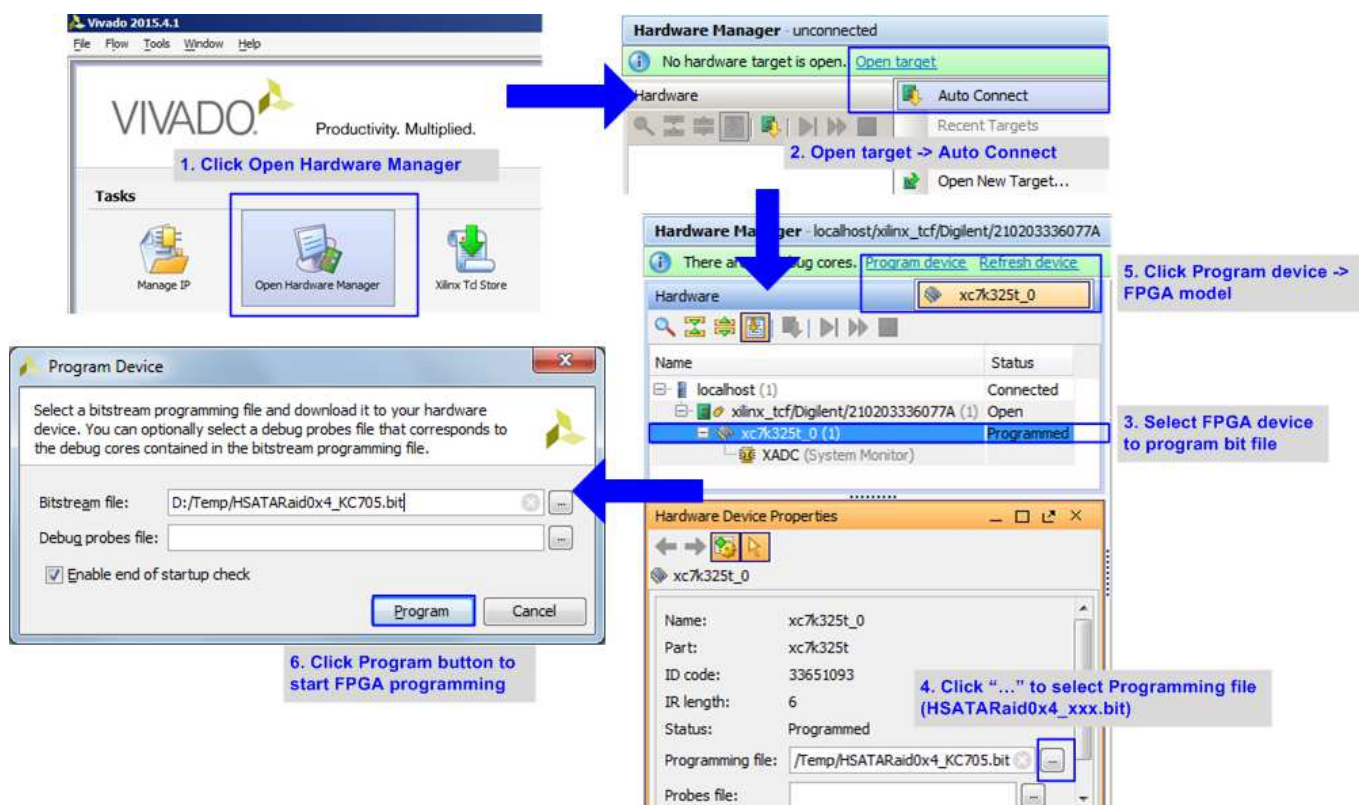 Vivado 2015.4.1
File Flow Tools Window Help
VIVADO.
Productivity. Multiplied.
1. Click Open Hardware Manager
Tasks
Manage IP
Open Hardware Manager
Xilinx Tcl Store
Hardware Manager - unconnected
No hardware target is open. Open target
Hardware
Auto Connect
Recent Targets
2. Open target -> Auto Connect
Open New Target...
Hardware Manager - localhost/xilinx_tcf/Digilent/210203336077A
There are debug cores. Program device Refresh device
Hardware
xc7k325t_0
5. Click Program device ->
FPGA model
Name Status
localhost (1) Connected
xilinx_tcf/Digilent/210203336077A (1) Open
xc7k325t_0 (1) Programmed
XADC (System Monitor)
3. Select FPGA device
to program bit file
Hardware Device Properties
xc7k325t_0
Name: xc7k325t_0
Part: xc7k325t
ID code: 33651093
IR length: 6
Status: Programmed
4. Click “...” to select Programming file
(HSATARaid0x4_xxx.bit)
Programming file: /Temp/HSATARaid0x4_KC705.bit ...
Probes file: ...
Program Device
Select a bitstream programming file and download it to your hardware
device. You can optionally select a debug probes file that corresponds to
the debug cores contained in the bitstream programming file.
Bitstream file: D:/Temp/HSATARaid0x4_KC705.bit ...
Debug probes file: ...
Enable end of startup check
Program Cancel
6. Click Program button to
start FPGA programming